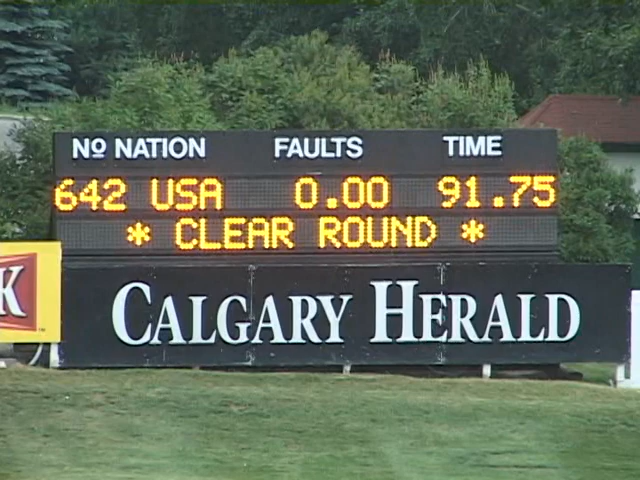 Nº NATION FAULTS TIME
642 USA 0.00 91.75
* CLEAR ROUND *
K
CALGARY HERALD